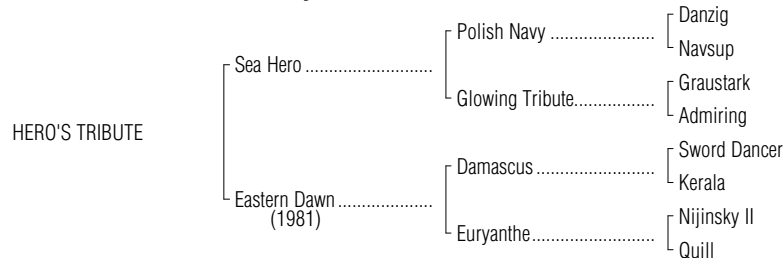 Danzig
Polish Navy ....................
Navsup
Sea Hero .........................
Graustark
Glowing Tribute...............
Admiring
HERO'S TRIBUTE
Sword Dancer
Damascus ......................
Kerala
Eastern Dawn ...................
(1981)
Nijinsky II
Euryanthe.......................
Quill